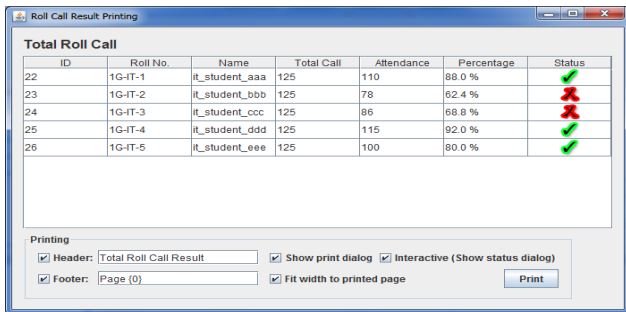 Roll Call Result Printing
Total Roll Call
ID Roll No. Name Total Call Attendance Percentage Status
22 1G-IT-1 it_student_aaa 125 110 88.0 %
23 1G-IT-2 it_student_bbb 125 78 62.4 %
24 1G-IT-3 it_student_ccc 125 86 68.8 %
25 1G-IT-4 it_student_ddd 125 115 92.0 %
26 1G-IT-5 it_student_eee 125 100 80.0 %
Printing
Header: Total Roll Call Result Show print dialog Interactive (Show status dialog)
Footer: Page {0} Fit width to printed page Print